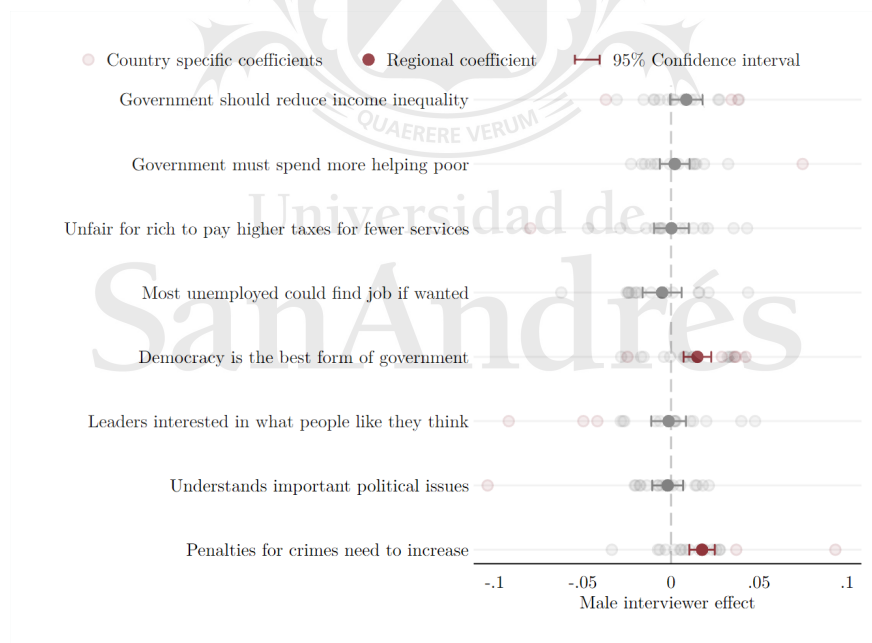 Country specific coefficients Regional coefficient 95% Confidence interval
Government should reduce income inequality
QUAERERE VERUM
Government must spend more helping poor
Universidad de
Unfair for rich to pay higher taxes for fewer services
Most unemployed could find job if wanted
SanAndrés
Democracy is the best form of government
Leaders interested in what people like they think
Understands important political issues
Penalties for crimes need to increase
-.1 -.05 0 .05 .1
Male interviewer effect